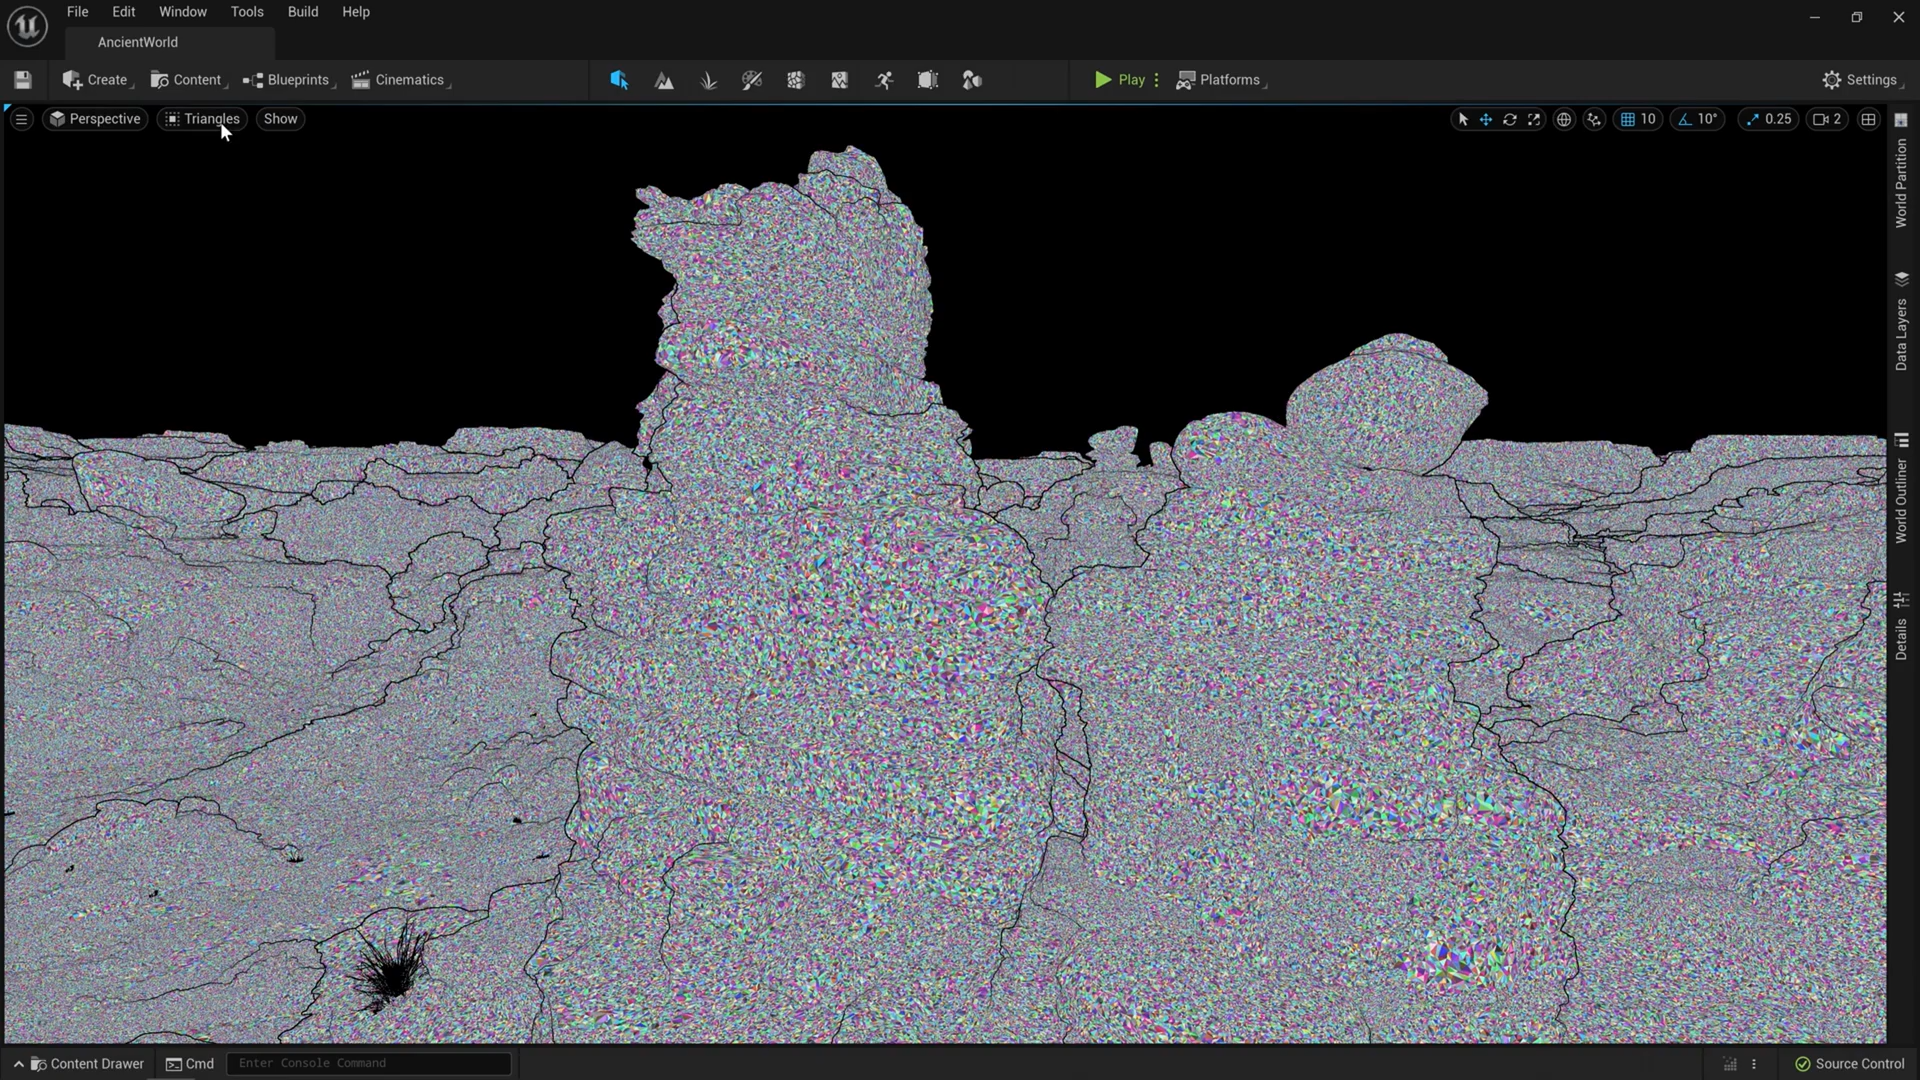 File Edit Window Tools Build Help
AncientWorld
Create Content Blueprints Cinematics Play Platforms Settings
Perspective Triangles Show 10 10° 0.25 2
World Partition
Data Layers
World Outliner
Details
Content Drawer Cmd Enter Console Command Source Control